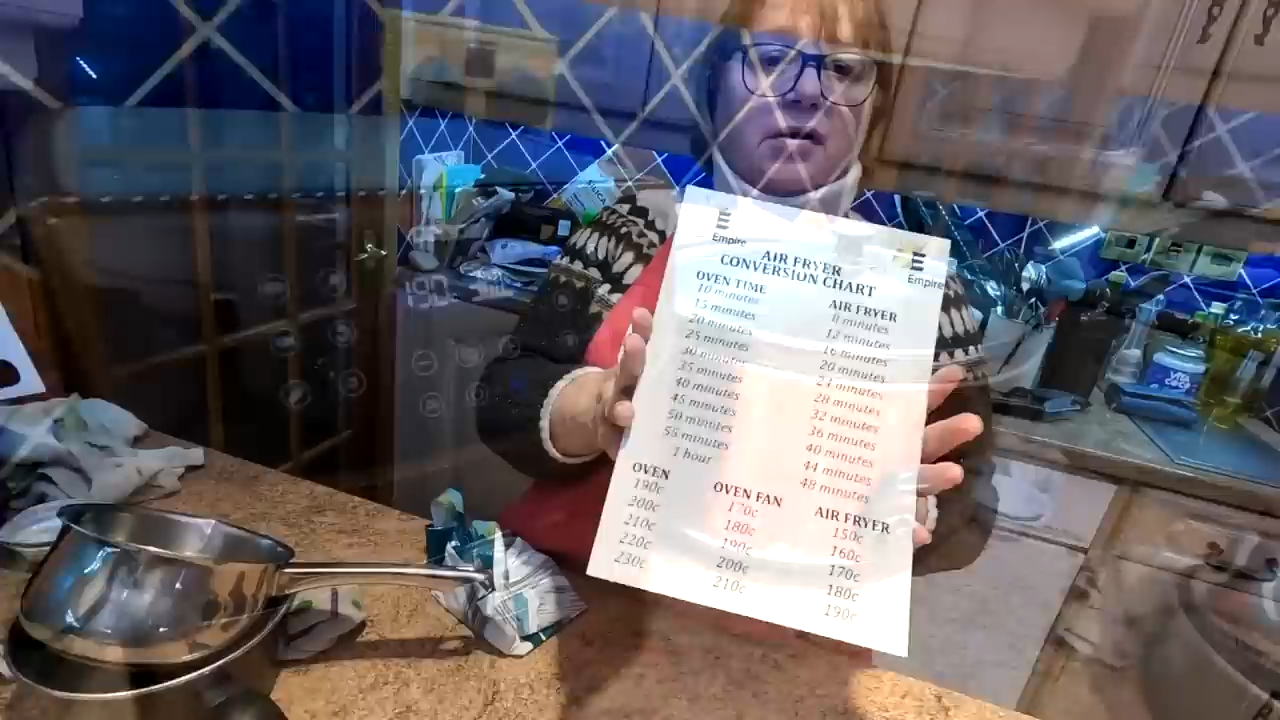 Empire
Empire
AIR FRYER
CONVERSION CHART
OVEN TIME AIR FRYER
10 minutes 8 minutes
15 minutes 12 minutes
20 minutes 16 minutes
25 minutes 20 minutes
30 minutes 24 minutes
35 minutes 28 minutes
40 minutes 32 minutes
45 minutes 36 minutes
50 minutes 40 minutes
55 minutes 44 minutes
1 hour 48 minutes
OVEN OVEN FAN AIR FRYER
190c 170c 150c
200c 180c 160c
210c 190c 170c
220c 200c 180c
230c 210c 190c
190